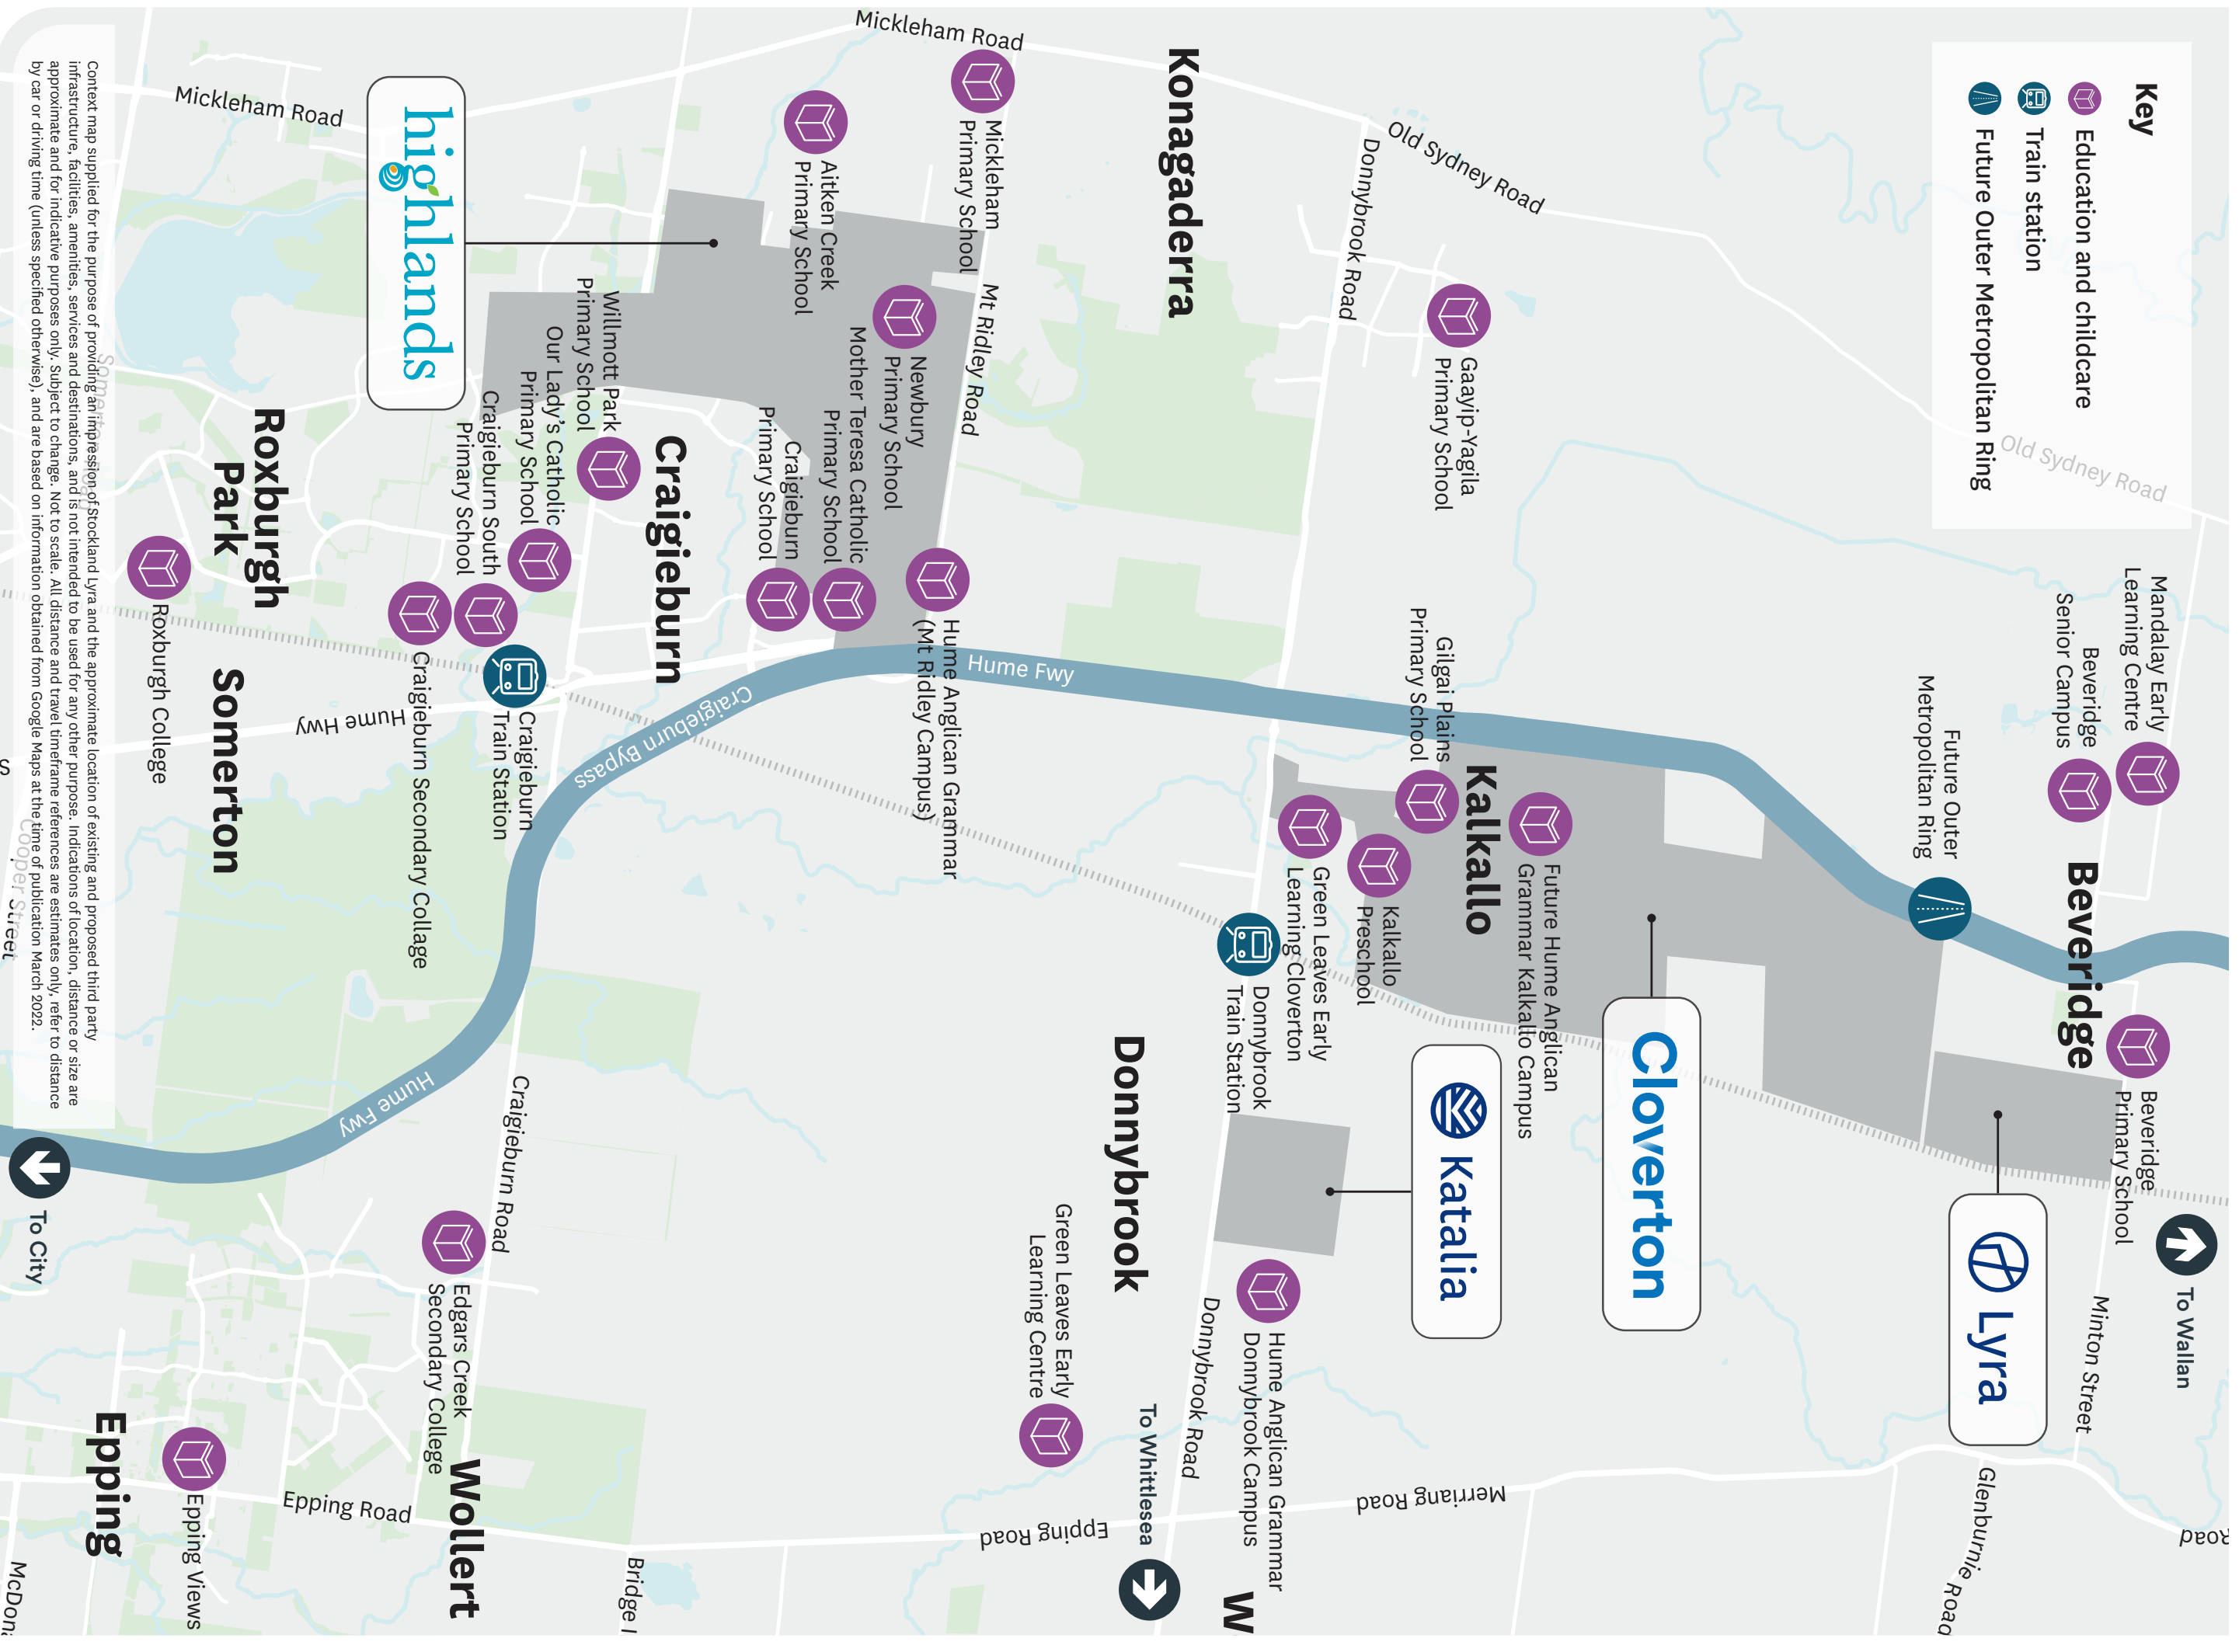 Key
Education and childcare
Train station
Future Outer Metropolitan Ring
Mandalay Early
Learning Centre
Beveridge
Senior Campus
Beveridge
Beveridge
Primary School
To Wallan
Minton Street
Lyra
Glenburnie Road
Road
Old Sydney Road
Old Sydney Road
Future Outer
Metropolitan Ring
Cloverton
Katalia
Gaayip-Yagila
Primary School
Gilgai Plains
Primary School
Kalkallo
Future Hume Anglican
Grammar Kalkallo Campus
Kalkallo
Preschool
Green Leaves Early
Learning Cloverton
Donnybrook Road
Donnybrook
Train Station
Hume Anglican Grammar
Donnybrook Campus
Merriang Road
W
Konagaderra
Donnybrook
Donnybrook Road
To Whittlesea
Green Leaves Early
Learning Centre
Epping Road
Mickleham Road
Mickleham
Primary School
Mt Ridley Road
Hume Fwy
Hume Anglican Grammar
(Mt Ridley Campus)
Newbury
Primary School
Mother Teresa Catholic
Primary School
Aitken Creek
Primary School
Craigieburn
Primary School
Craigieburn Bypass
Craigieburn
Willmott Park
Primary School
Our Lady's Catholic
Primary School
Craigieburn South
Primary School
Craigieburn
Train Station
Craigieburn Secondary Collage
Craigieburn Road
Bridge I
Wollert
Edgars Creek
Secondary College
highlands
Mickleham Road
Hume Hwy
Hume Fwy
Epping Road
Roxburgh
Park
Somerton
Roxburgh College
Epping Views
Epping
To City
McDona
Cooper Street
Street
S
Context map supplied for the purpose of providing an impression of Stockland Lyra and the approximate location of existing and proposed third party
infrastructure, facilities, amenities, services and destinations, and is not intended to be used for any other purpose. Indications of location, distance or size are
approximate and for indicative purposes only. Subject to change. Not to scale. All distance and travel timeframe references are estimates only, refer to distance
by car or driving time (unless specified otherwise), and are based on information obtained from Google Maps at the time of publication March 2022.